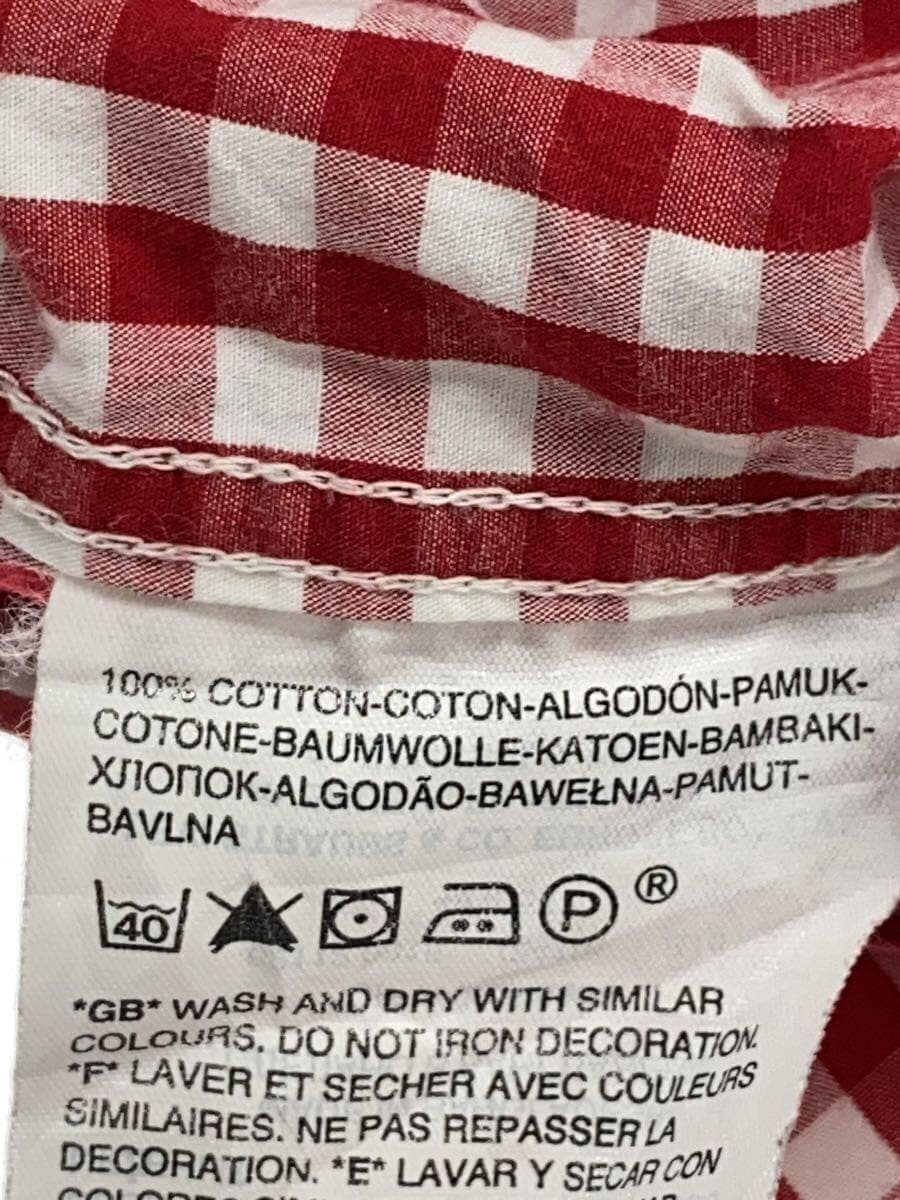 100% COTTON-COTON-ALGODÓN-PAMUK-
COTONE-BAUMWOLLE-KATOEN-BAMBAKI-
ХЛОПОК-ALGODÃO-BAWEŁNA-PAMUT-
BAVLNA
40 P ®
*GB* WASH AND DRY WITH SIMILAR
COLOURS. DO NOT IRON DECORATION.
*F* LAVER ET SECHER AVEC COULEURS
SIMILAIRES. NE PAS REPASSER LA
DECORATION. *E* LAVAR Y SECAR CON